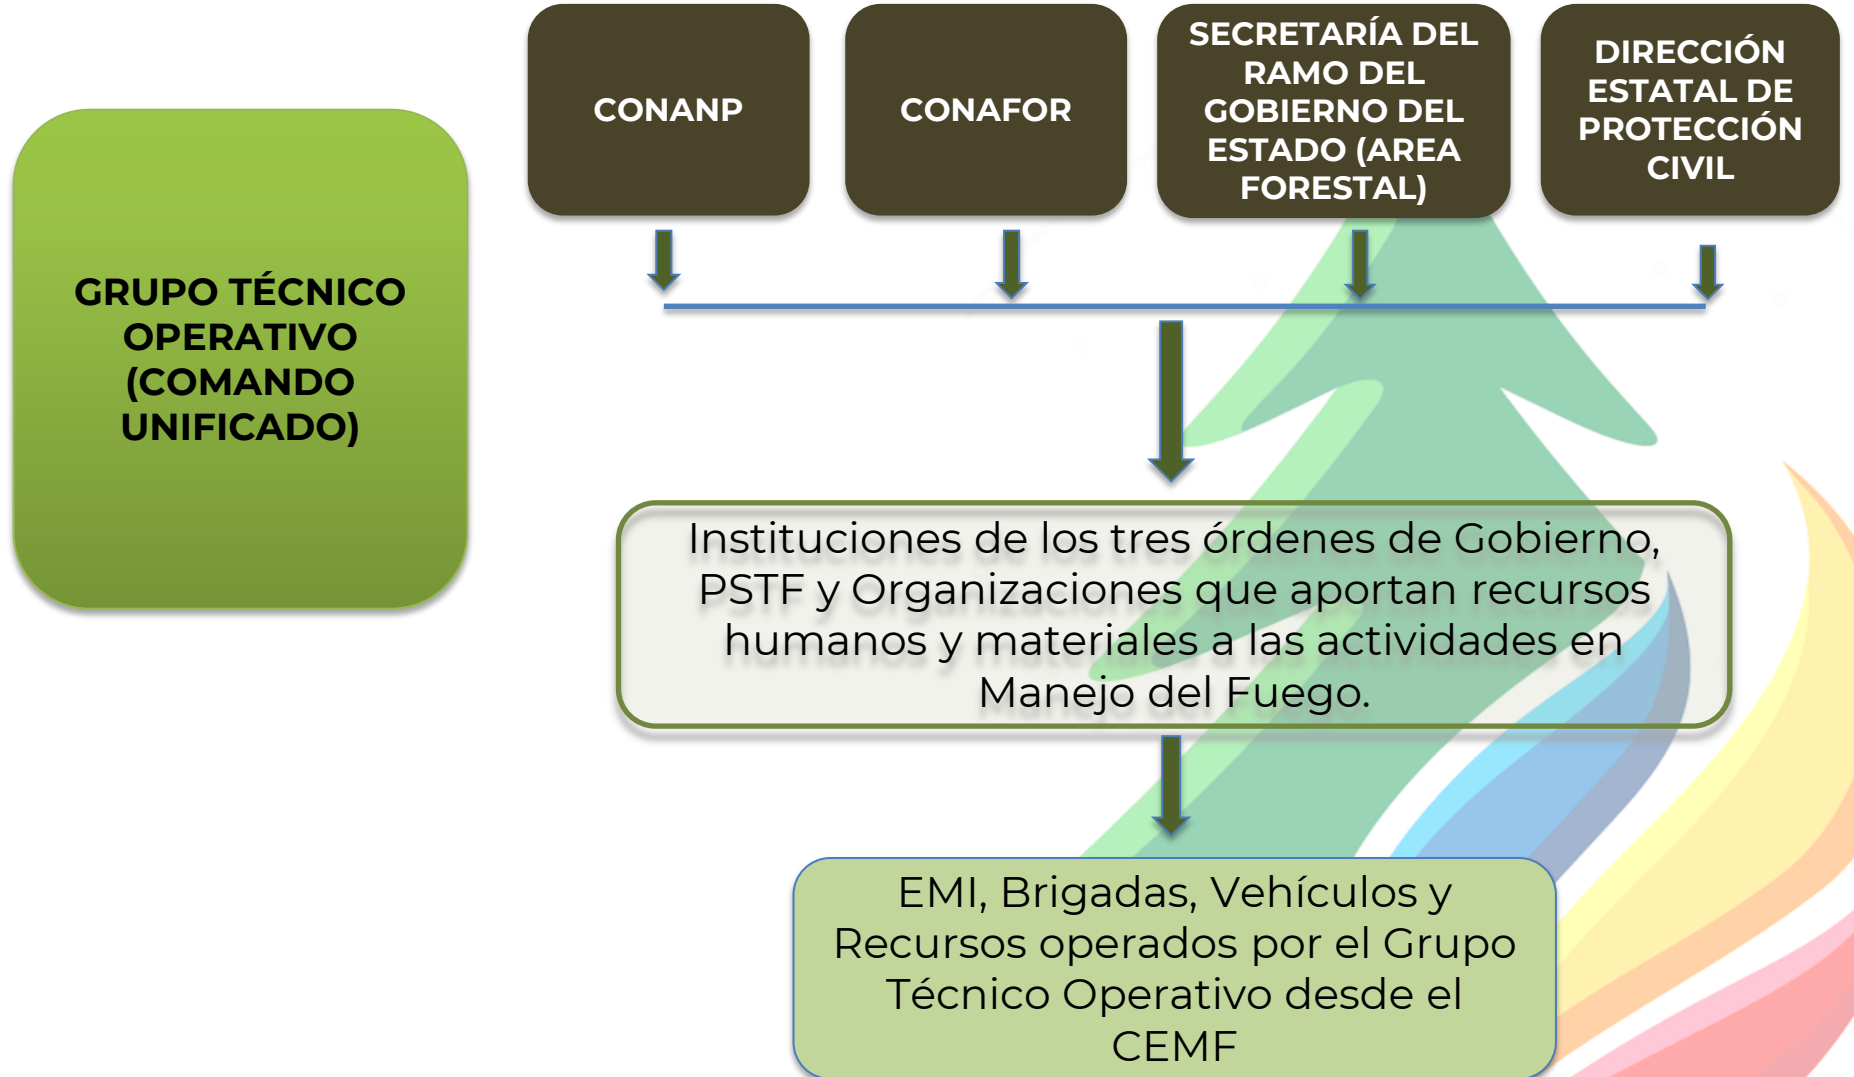 GRUPO TÉCNICO
OPERATIVO
(COMANDO
UNIFICADO)
CONANP
CONAFOR
SECRETARÍA DEL
RAMO DEL
GOBIERNO DEL
ESTADO (AREA
FORESTAL)
DIRECCIÓN
ESTATAL DE
PROTECCIÓN
CIVIL
Instituciones de los tres órdenes de Gobierno,
PSTF y Organizaciones que aportan recursos
humanos y materiales a las actividades en
Manejo del Fuego.
EMI, Brigadas, Vehículos y
Recursos operados por el Grupo
Técnico Operativo desde el
CEMF